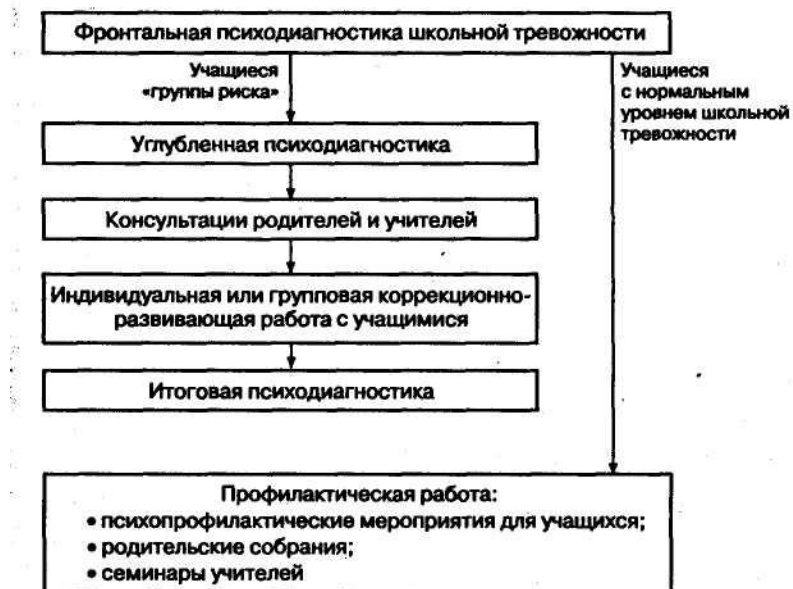 Фронтальная психодиагностика школьной тревожности
Учащиеся
«группы риска»
Учащиеся
с нормальным
уровнем школьной
тревожности
Углубленная психодиагностика
Консультации родителей и учителей
Индивидуальная или групповая коррекционно-
развивающая работа с учащимися
Итоговая психодиагностика
Профилактическая работа:
• психопрофилактические мероприятия для учащихся;
• родительские собрания;
• семинары учителей